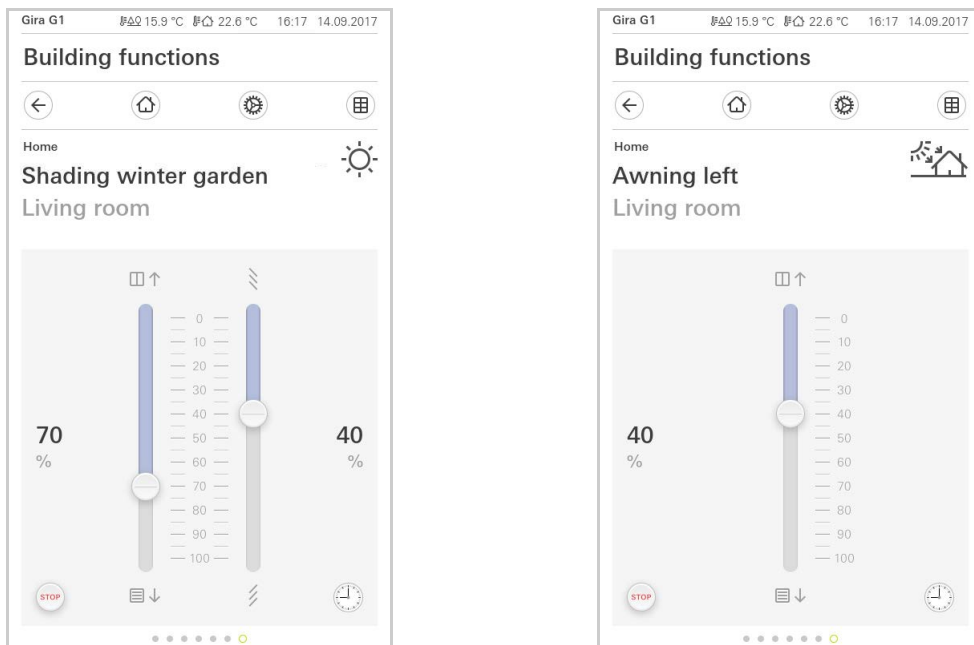 Gira G1 15.9 °C 22.6 °C 16:17 14.09.2017
Building functions
Home
Shading winter garden
Living room
0
10
20
30
40
50
60
70
80
90
100
70
%
40
%
STOP
Gira G1 15.9 °C 22.6 °C 16:17 14.09.2017
Building functions
Home
Awning left
Living room
0
10
20
30
40
50
60
70
80
90
100
40
%
STOP